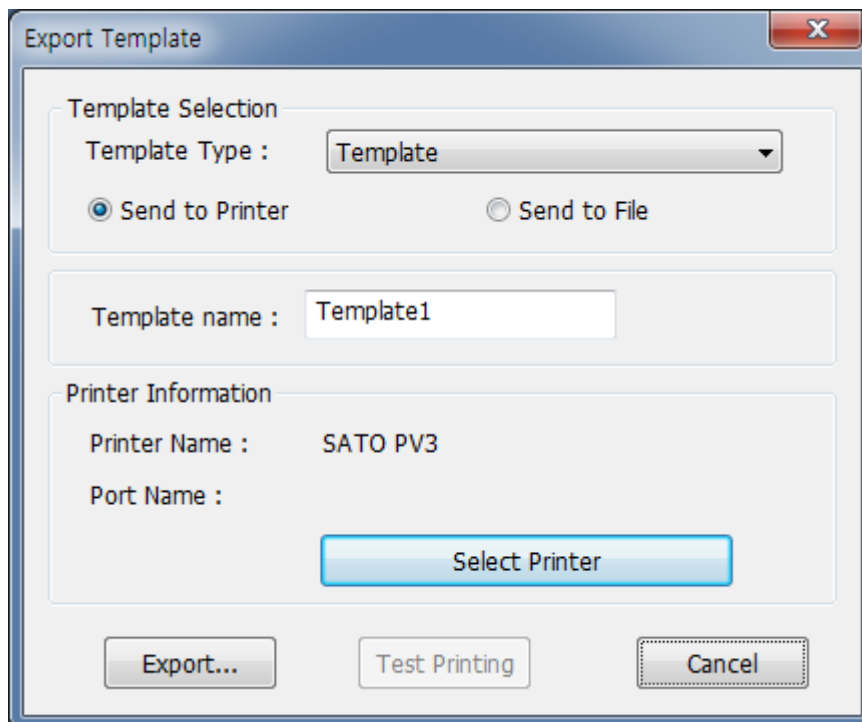 Export Template
Template Selection
Template Type : Template
Send to Printer Send to File
Template name : Template1
Printer Information
Printer Name : SATO PV3
Port Name :
Select Printer
Export... Test Printing Cancel